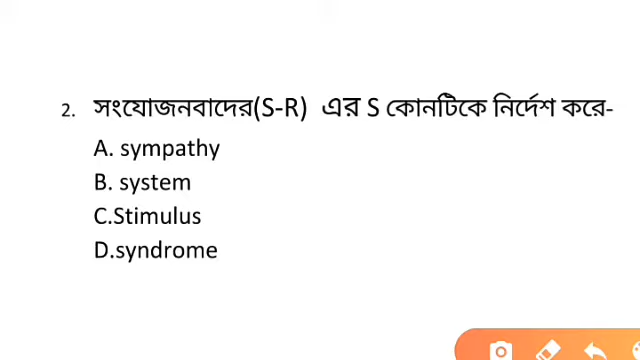 2. সংযোজনবাদের(S-R) এর S কোনটিকে নির্দেশ করে-
A. sympathy
B. system
C.Stimulus
D.syndrome